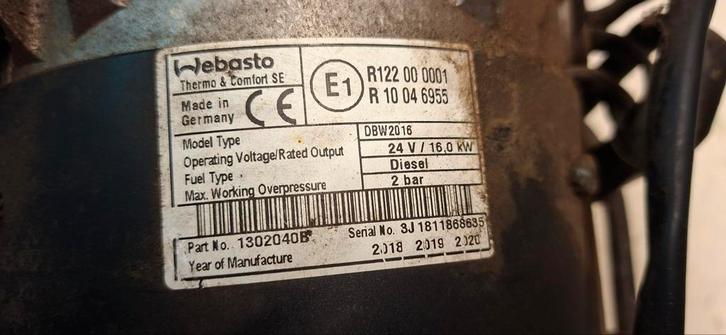 Webasto
Thermo & Comfort SE
Made in
Germany
CE
E1
R122 00 0001
R 10 04 6955
Model Type DBW2016
Operating Voltage/Rated Output 24 V / 16,0 kW
Fuel Type Diesel
Max. Working Overpressure 2 bar
Part No. 1302040B Serial No. 3J1811868635
Year of Manufacture 2018 2019 2020